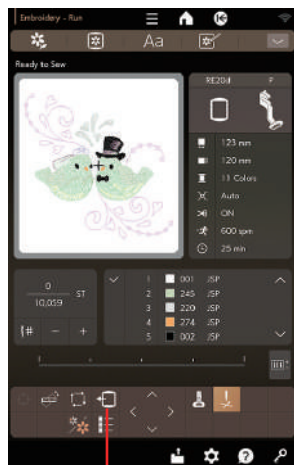 Embroidery - Run
Aa
Ready to Sew
RE20d P
123 mm
120 mm
11 Colors
Auto
ON
600 spm
25 min
0
10,059
ST
# - +
1 001 JSP
2 245 JSP
3 220 JSP
4 274 JSP
5 002 JSP
?